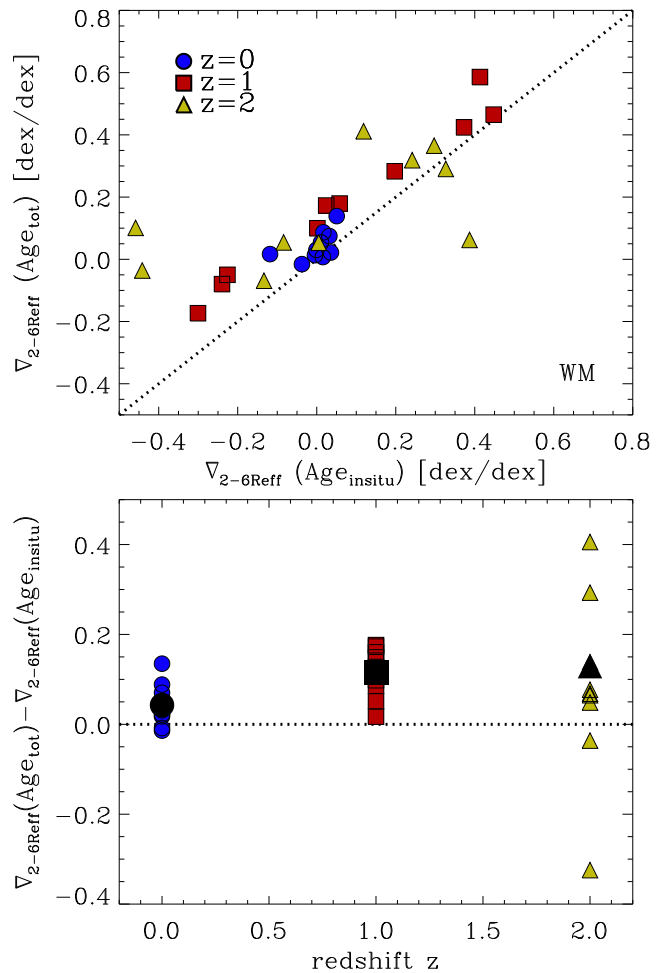 0.8
0.6
0.4
0.2
0.0
−0.2
−0.4
∇2−6Reff (Agetot) [dex/dex]
z=0
z=1
z=2
WM
−0.4 −0.2 0.0 0.2 0.4 0.6 0.8
∇2−6Reff (Ageinsitu) [dex/dex]
0.4
0.2
0.0
−0.2
−0.4
∇2−6Reff(Agetot)−∇2−6Reff(Ageinsitu)
0.0 0.5 1.0 1.5 2.0
redshift z